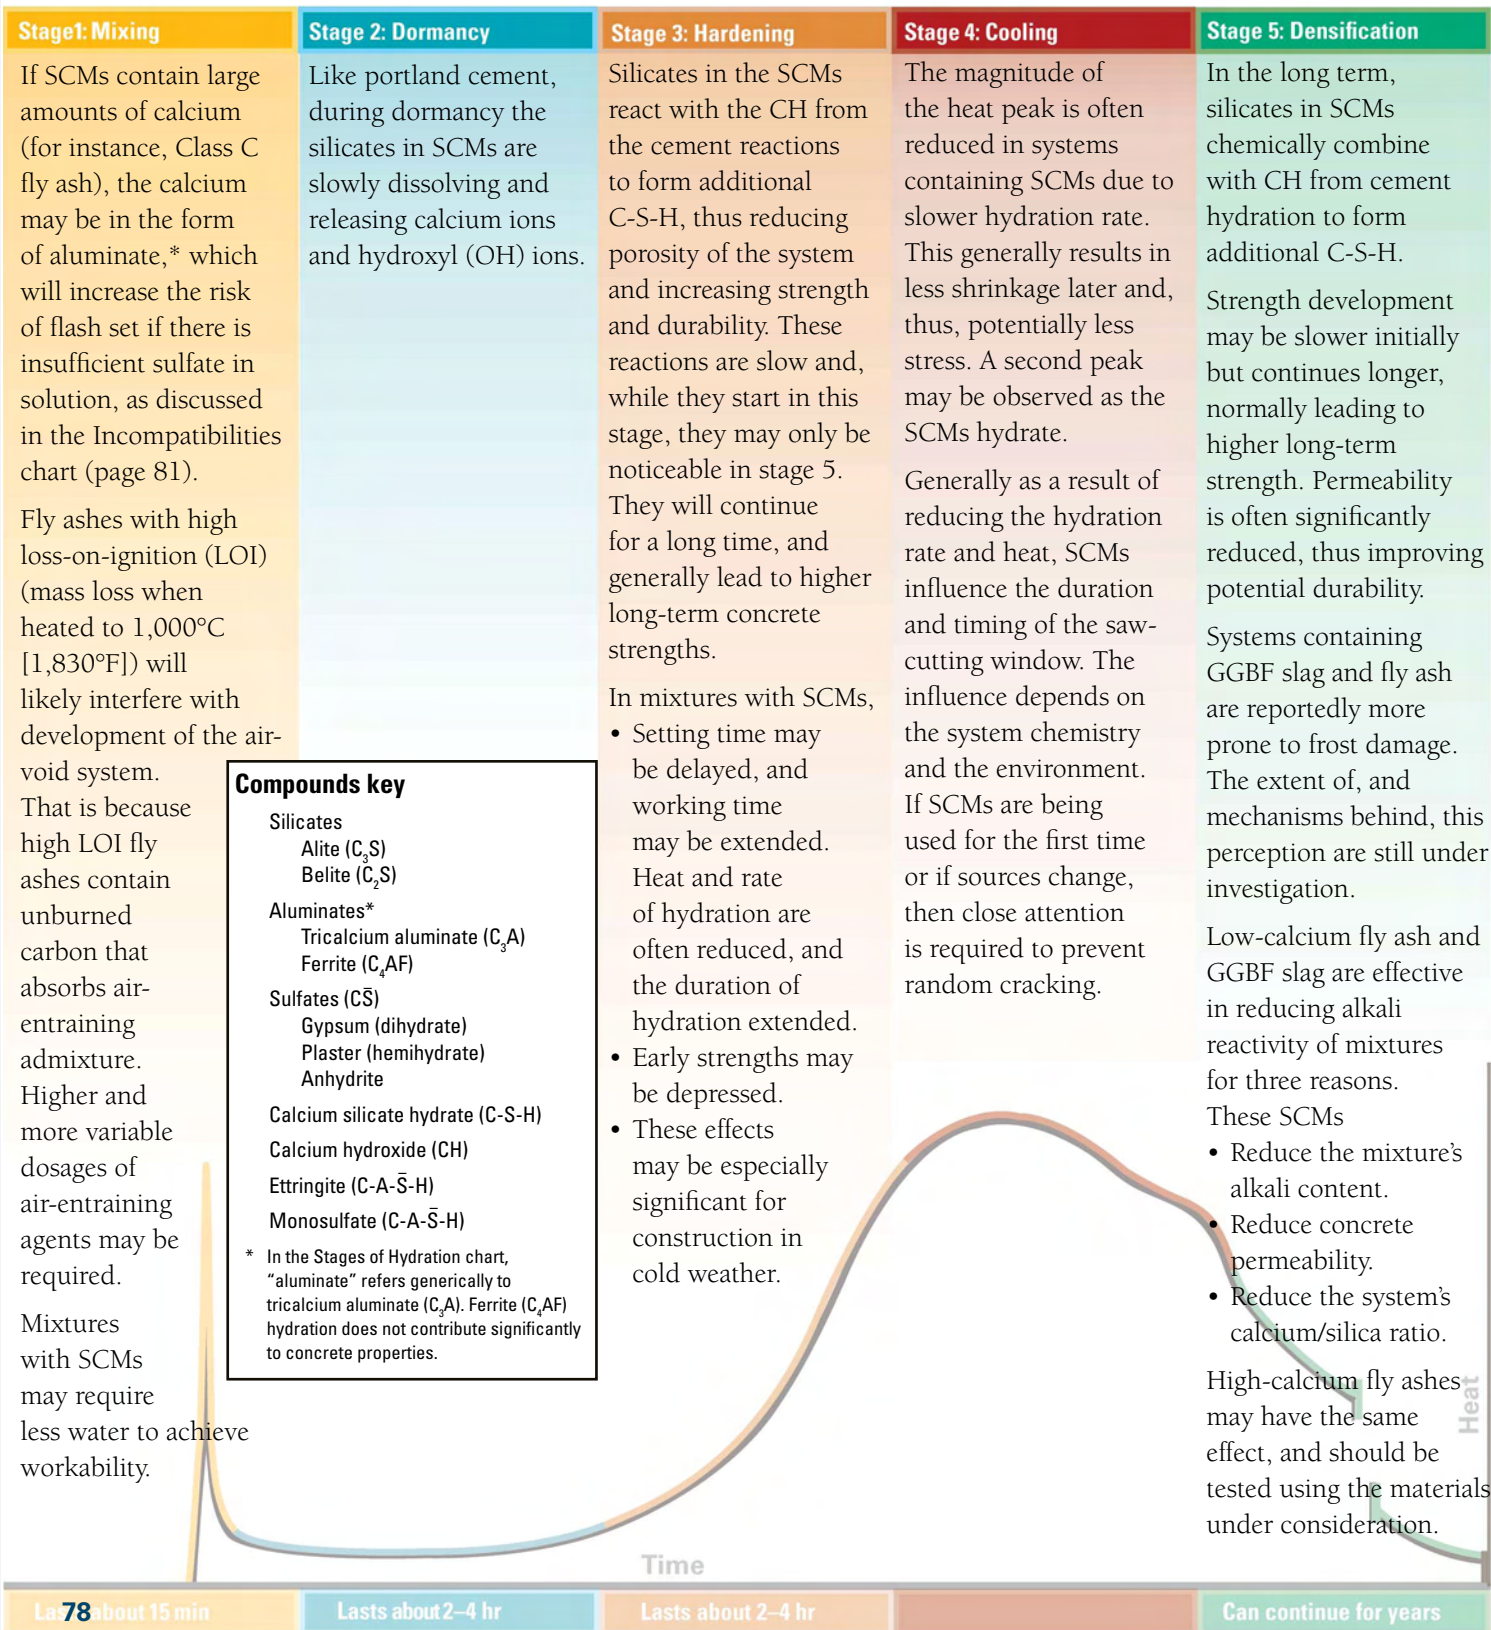 Stage1: Mixing
If SCMs contain large
amounts of calcium
(for instance, Class C
fly ash), the calcium
may be in the form
of aluminate,* which
will increase the risk
of flash set if there is
insufficient sulfate in
solution, as discussed
in the Incompatibilities
chart (page 81).
Fly ashes with high
loss-on-ignition (LOI)
(mass loss when
heated to 1,000°C
[1,830°F]) will
likely interfere with
development of the air-
void system.
That is because
high LOI fly
ashes contain
unburned
carbon that
absorbs air-
entraining
admixture.
Higher and
more variable
dosages of
air-entraining
agents may be
required.
Mixtures
with SCMs
may require
less water to achieve
workability.
Stage 2: Dormancy
Like portland cement,
during dormancy the
silicates in SCMs are
slowly dissolving and
releasing calcium ions
and hydroxyl (OH) ions.
Compounds key
Silicates
Alite (C₃S)
Belite (C₂S)
Aluminates*
Tricalcium aluminate (C₃A)
Ferrite (C₄AF)
Sulfates (CS̄)
Gypsum (dihydrate)
Plaster (hemihydrate)
Anhydrite
Calcium silicate hydrate (C-S-H)
Calcium hydroxide (CH)
Ettringite (C-A-S̄-H)
Monosulfate (C-A-S̄-H)
* In the Stages of Hydration chart,
“aluminate” refers generically to
tricalcium aluminate (C₃A). Ferrite (C₄AF)
hydration does not contribute significantly
to concrete properties.
Stage 3: Hardening
Silicates in the SCMs
react with the CH from
the cement reactions
to form additional
C-S-H, thus reducing
porosity of the system
and increasing strength
and durability. These
reactions are slow and,
while they start in this
stage, they may only be
noticeable in stage 5.
They will continue
for a long time, and
generally lead to higher
long-term concrete
strengths.
In mixtures with SCMs,
• Setting time may
be delayed, and
working time
may be extended.
Heat and rate
of hydration are
often reduced, and
the duration of
hydration extended.
• Early strengths may
be depressed.
• These effects
may be especially
significant for
construction in
cold weather.
Stage 4: Cooling
The magnitude of
the heat peak is often
reduced in systems
containing SCMs due to
slower hydration rate.
This generally results in
less shrinkage later and,
thus, potentially less
stress. A second peak
may be observed as the
SCMs hydrate.
Generally as a result of
reducing the hydration
rate and heat, SCMs
influence the duration
and timing of the saw-
cutting window. The
influence depends on
the system chemistry
and the environment.
If SCMs are being
used for the first time
or if sources change,
then close attention
is required to prevent
random cracking.
Stage 5: Densification
In the long term,
silicates in SCMs
chemically combine
with CH from cement
hydration to form
additional C-S-H.
Strength development
may be slower initially
but continues longer,
normally leading to
higher long-term
strength. Permeability
is often significantly
reduced, thus improving
potential durability.
Systems containing
GGBF slag and fly ash
are reportedly more
prone to frost damage.
The extent of, and
mechanisms behind, this
perception are still under
investigation.
Low-calcium fly ash and
GGBF slag are effective
in reducing alkali
reactivity of mixtures
for three reasons.
These SCMs
• Reduce the mixture’s
alkali content.
• Reduce concrete
permeability.
• Reduce the system’s
calcium/silica ratio.
High-calcium fly ashes
may have the same
effect, and should be
tested using the materials
under consideration.
Heat
Time
78
about 15 min
Lasts about 2–4 hr
Lasts about 2–4 hr
Can continue for years